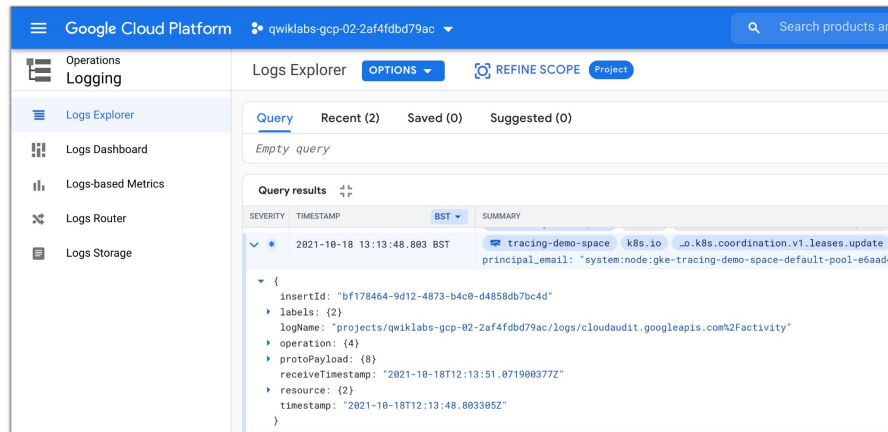 Google Cloud Platform
qwiklabs-gcp-02-2af4fdbd79ac
Search products
Operations
Logging
Logs Explorer
OPTIONS
REFINE SCOPE
Project
Logs Explorer
Logs Dashboard
Logs-based Metrics
Logs Router
Logs Storage
Query
Recent (2)
Saved (0)
Suggested (0)
Empty query
Query results
SEVERITY TIMESTAMP BST SUMMARY
2021-10-18 13:13:48.803 BST tracing-demo-space k8s.io …o.k8s.coordination.v1.leases.update
principal_email: "system:node:gke-tracing-demo-space-default-pool-e6aad
{
insertId: "bf178464-9d12-4873-b4c0-d4858db7bc4d"
labels: {2}
logName: "projects/qwiklabs-gcp-02-2af4fdbd79ac/logs/cloudaudit.googleapis.com%2Factivity"
operation: {4}
protoPayload: {8}
receiveTimestamp: "2021-10-18T12:13:51.071900377Z"
resource: {2}
timestamp: "2021-10-18T12:13:48.803305Z"
}